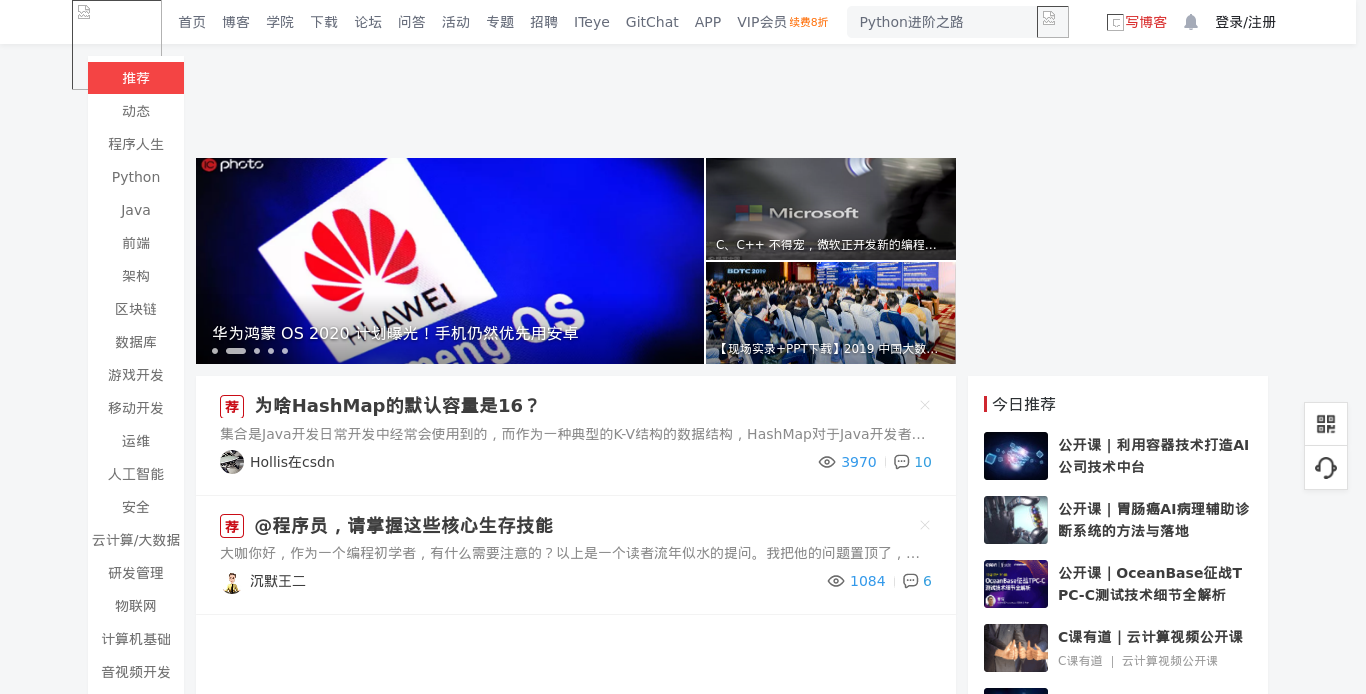 首页 博客 学院 下载 论坛 问答 活动 专题 招聘 ITeye GitChat APP VIP会员 续费8折 Python进阶之路 写博客 登录/注册
推荐
动态
程序人生
Python
Java
前端
架构
区块链
数据库
游戏开发
移动开发
运维
人工智能
安全
云计算/大数据
研发管理
物联网
计算机基础
音视频开发
IC photo
HUAWEI
华为鸿蒙 OS 2020 计划曝光！手机仍然优先用安卓
Microsoft
C、C++ 不得宠，微软正开发新的编程...
BDTC 2019
【现场实录+PPT下载】2019 中国大数...
荐 为啥HashMap的默认容量是16？
集合是Java开发日常开发中经常会使用到的，而作为一种典型的K-V结构的数据结构，HashMap对于Java开发者...
Hollis在csdn 3970 10
荐 @程序员，请掌握这些核心生存技能
大咖你好，作为一个编程初学者，有什么需要注意的？以上是一个读者流年似水的提问。我把他的问题置顶了，...
沉默王二 1084 6
今日推荐
公开课 | 利用容器技术打造AI
公司技术中台
公开课 | 胃肠癌AI病理辅助诊
断系统的方法与落地
OceanBase征战TPC-C
测试技术细节全解析
公开课 | OceanBase征战T
PC-C测试技术细节全解析
C课有道 | 云计算视频公开课
C课有道 | 云计算视频公开课